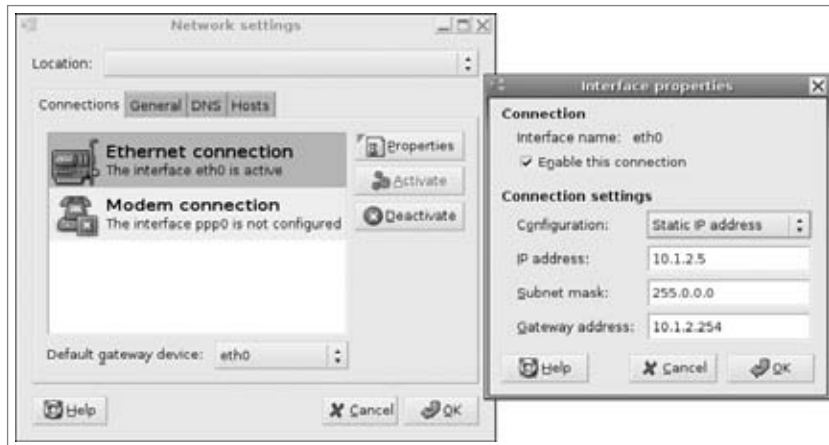 Network settings
Location:
Connections General DNS Hosts
Ethernet connection
The interface eth0 is active
Modem connection
The interface ppp0 is not configured
Properties
Activate
Deactivate
Default gateway device: eth0
Help
Cancel
OK
Interface properties
Connection
Interface name: eth0
Enable this connection
Connection settings
Configuration: Static IP address
IP address: 10.1.2.5
Subnet mask: 255.0.0.0
Gateway address: 10.1.2.254
Help
Cancel
OK